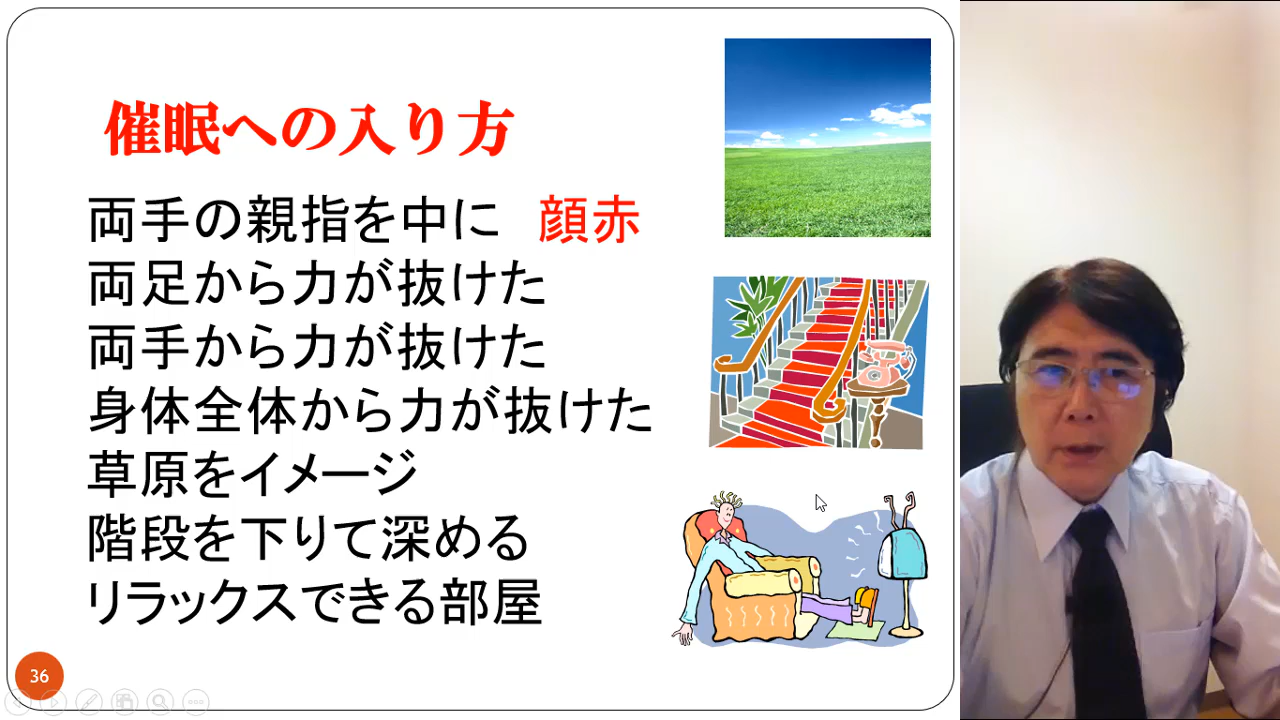 催眠への入り方
両手の親指を中に　顔赤
両足から力が抜けた
両手から力が抜けた
身体全体から力が抜けた
草原をイメージ
階段を下りて深める
リラックスできる部屋
36